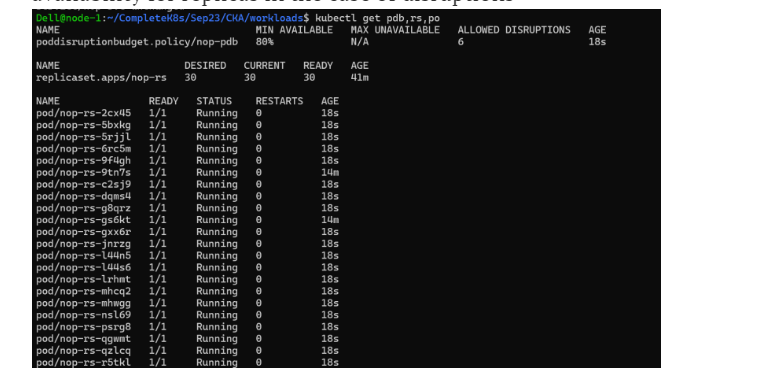 availability for replicas in the case of disruptions
Dell@node-1:~/CompleteK8s/Sep23/CKA/workloads$ kubectl get pdb,rs,po
NAME MIN AVAILABLE MAX UNAVAILABLE ALLOWED DISRUPTIONS AGE
poddisruptionbudget.policy/nop-pdb 80% N/A 6 18s
NAME DESIRED CURRENT READY AGE
replicaset.apps/nop-rs 30 30 30 41m
NAME READY STATUS RESTARTS AGE
pod/nop-rs-2cx45 1/1 Running 0 18s
pod/nop-rs-5bxkg 1/1 Running 0 18s
pod/nop-rs-5rjjl 1/1 Running 0 18s
pod/nop-rs-6rc5m 1/1 Running 0 18s
pod/nop-rs-9f4gh 1/1 Running 0 18s
pod/nop-rs-9tn7s 1/1 Running 0 14m
pod/nop-rs-c2sj9 1/1 Running 0 18s
pod/nop-rs-dqms4 1/1 Running 0 18s
pod/nop-rs-g8qrz 1/1 Running 0 18s
pod/nop-rs-gs6kt 1/1 Running 0 14m
pod/nop-rs-gxx6r 1/1 Running 0 18s
pod/nop-rs-jnrzg 1/1 Running 0 18s
pod/nop-rs-l44n5 1/1 Running 0 18s
pod/nop-rs-l44s6 1/1 Running 0 18s
pod/nop-rs-lrhmt 1/1 Running 0 18s
pod/nop-rs-mhcq2 1/1 Running 0 18s
pod/nop-rs-mhwgg 1/1 Running 0 18s
pod/nop-rs-nsl69 1/1 Running 0 18s
pod/nop-rs-psrg8 1/1 Running 0 18s
pod/nop-rs-qgwmt 1/1 Running 0 18s
pod/nop-rs-qzlcq 1/1 Running 0 18s
pod/nop-rs-r5tkl 1/1 Running 0 18s